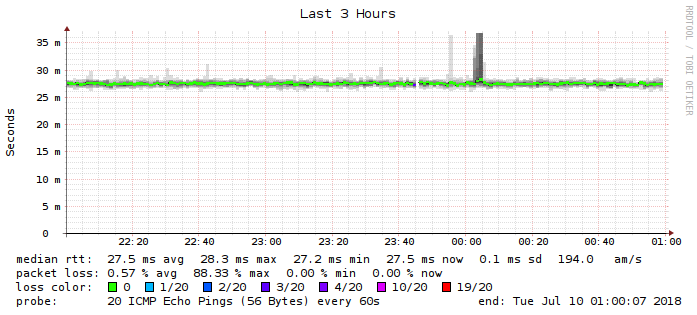 Last 3 Hours
RRDTOOL / TOBI OETIKER
Seconds
35 m
30 m
25 m
20 m
15 m
10 m
5 m
0
22:20 22:40 23:00 23:20 23:40 00:00 00:20 00:40 01:00
median rtt: 27.5 ms avg 28.3 ms max 27.2 ms min 27.5 ms now 0.1 ms sd 194.0 am/s
packet loss: 0.57 % avg 88.33 % max 0.00 % min 0.00 % now
loss color: 0 1/20 2/20 3/20 4/20 10/20 19/20
probe: 20 ICMP Echo Pings (56 Bytes) every 60s end: Tue Jul 10 01:00:07 2018